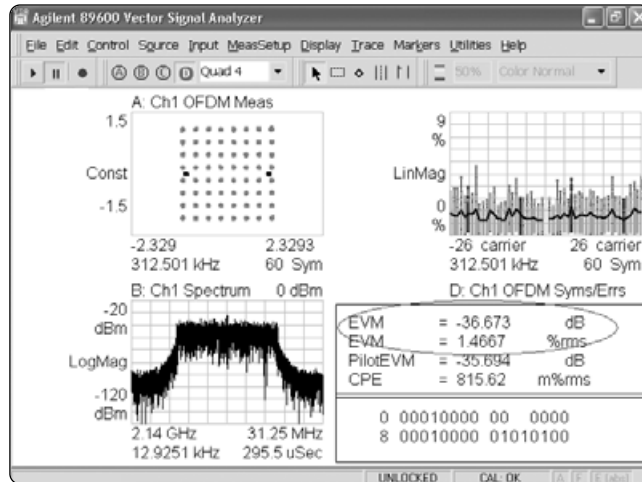 Agilent 89600 Vector Signal Analyzer
File Edit Control Source Input MeasSetup Display Trace Markers Utilities Help
A B C D Quad 4 50% Color Normal
A: Ch1 OFDM Meas
1.5
Const
-1.5
-2.329 2.3293
312.501 kHz 60 Sym
9
%
LinMag
0
%
-26 carrier 26 carrier
312.501 kHz 60 Sym
B: Ch1 Spectrum 0 dBm
-20
dBm
LogMag
-120
dBm
2.14 GHz 31.25 MHz
12.9251 kHz 295.5 uSec
D: Ch1 OFDM Syms/Errs
EVM = -36.673 dB
EVM = 1.4667 %rms
PilotEVM = -35.694 dB
CPE = 815.62 m%rms
0 00010000 00 0000
8 00010000 01010100
UNLOCKED CAL: OK